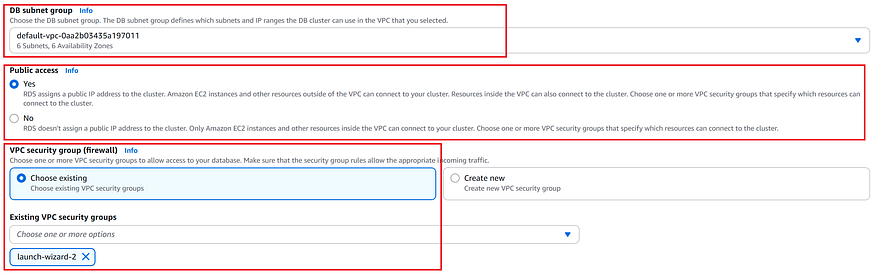 DB subnet group Info
Choose the DB subnet group. The DB subnet group defines which subnets and IP ranges the DB cluster can use in the VPC that you selected.
default-vpc-0aa2b03435a197011
6 Subnets, 6 Availability Zones
Public access Info
Yes
RDS assigns a public IP address to the cluster. Amazon EC2 instances and other resources outside of the VPC can connect to your cluster. Resources inside the VPC can also connect to the cluster. Choose one or more VPC security groups that specify which resources can
connect to the cluster.
No
RDS doesn't assign a public IP address to the cluster. Only Amazon EC2 instances and other resources inside the VPC can connect to your cluster. Choose one or more VPC security groups that specify which resources can connect to the cluster.
VPC security group (firewall) Info
Choose one or more VPC security groups to allow access to your database. Make sure that the security group rules allow the appropriate incoming traffic.
Choose existing
Choose existing VPC security groups
Create new
Create new VPC security group
Existing VPC security groups
Choose one or more options
launch-wizard-2